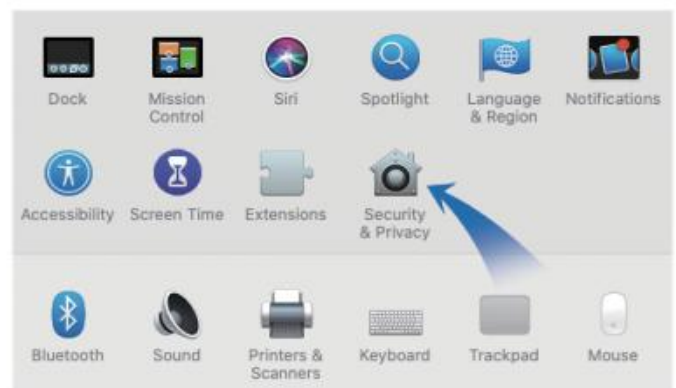 Dock
Mission
Control
Siri
Spotlight
Language
& Region
Notifications
Accessibility
Screen Time
Extensions
Security
& Privacy
Bluetooth
Sound
Printers &
Scanners
Keyboard
Trackpad
Mouse